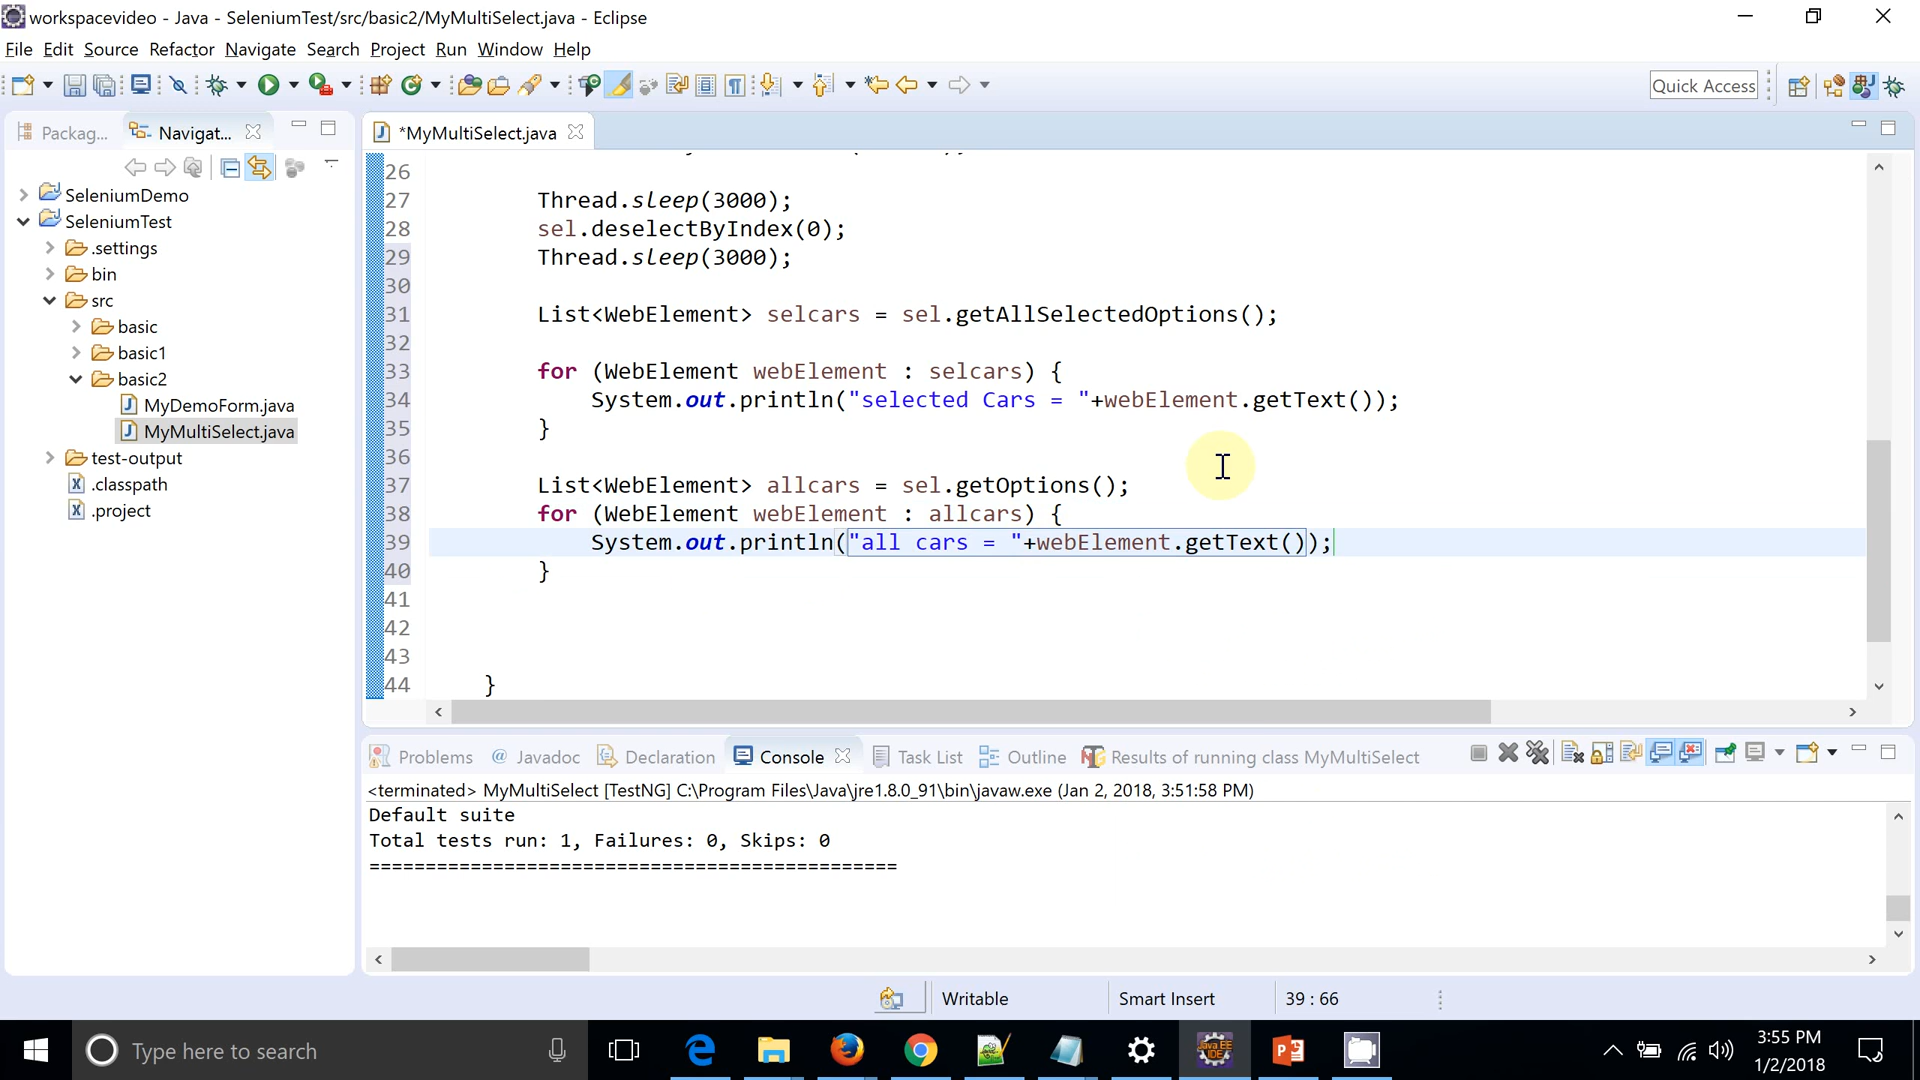 workspacevideo - Java - SeleniumTest/src/basic2/MyMultiSelect.java - Eclipse
File Edit Source Refactor Navigate Search Project Run Window Help
Quick Access
Packag... Navigat...
*MyMultiSelect.java
SeleniumDemo
SeleniumTest
.settings
bin
src
basic
basic1
basic2
MyDemoForm.java
MyMultiSelect.java
test-output
.classpath
.project
26
27 Thread.sleep(3000);
28 sel.deselectByIndex(0);
29 Thread.sleep(3000);
30
31 List<WebElement> selcars = sel.getAllSelectedOptions();
32
33 for (WebElement webElement : selcars) {
34 System.out.println("selected Cars = "+webElement.getText());
35 }
36
37 List<WebElement> allcars = sel.getOptions();
38 for (WebElement webElement : allcars) {
39 System.out.println("all cars = "+webElement.getText());
40 }
41
42
43
44 }
Problems @ Javadoc Declaration Console Task List Outline Results of running class MyMultiSelect
<terminated> MyMultiSelect [TestNG] C:\Program Files\Java\jre1.8.0_91\bin\javaw.exe (Jan 2, 2018, 3:51:58 PM)
Default suite
Total tests run: 1, Failures: 0, Skips: 0
===============================================
Writable Smart Insert 39 : 66
Type here to search
Java EE
IDE
3:55 PM
1/2/2018